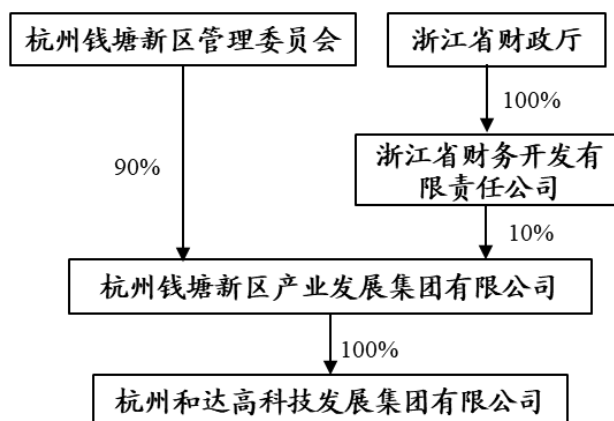 杭州钱塘新区管理委员会
浙江省财政厅
100%
90%
浙江省财务开发有
限责任公司
10%
杭州钱塘新区产业发展集团有限公司
100%
杭州和达高科技发展集团有限公司